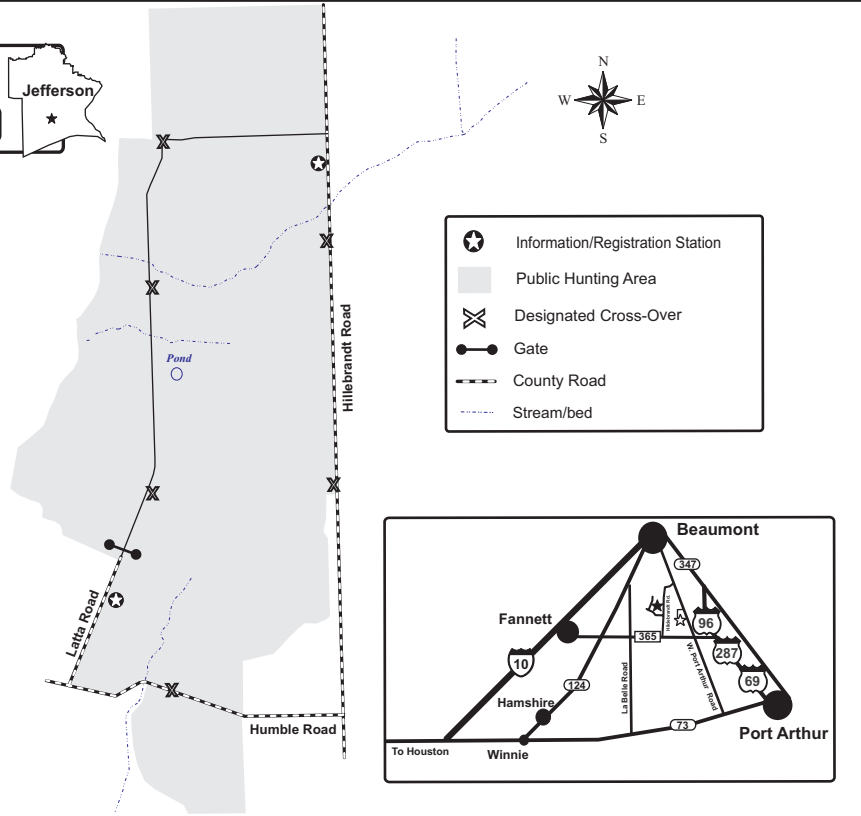 Jefferson
N
W
E
S
Information/Registration Station
Public Hunting Area
Designated Cross-Over
Gate
County Road
Stream/bed
Pond
Hillebrandt Road
Latta Road
Humble Road
Beaumont
347
Hillebrandt Rd.
Fannett
96
365
287
10
69
W. Port Arthur Road
La Belle Road
124
Hamshire
73
Port Arthur
To Houston
Winnie